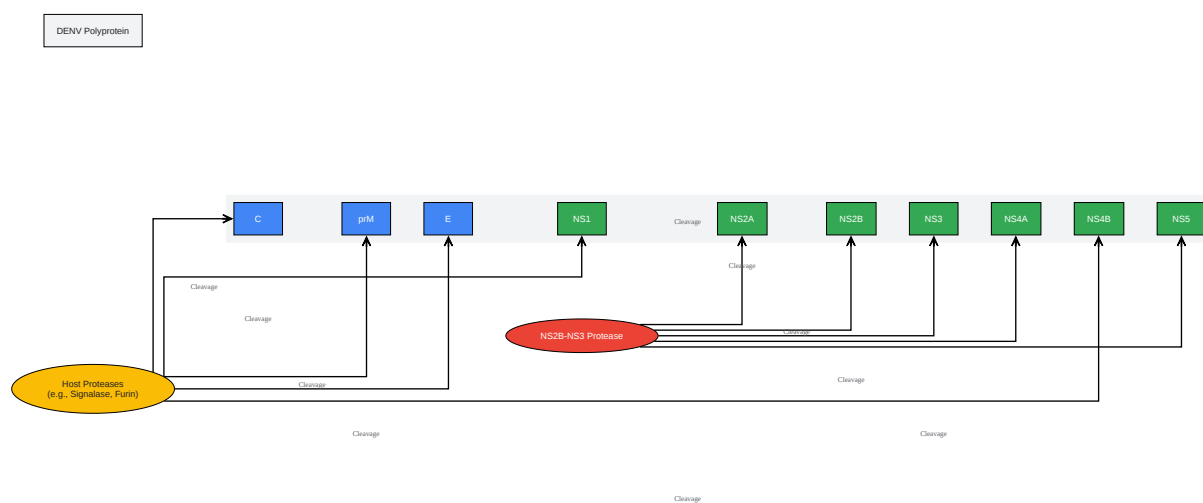 DENV Polyprotein
C
prM
E
NS1
Cleavage
NS2A
NS2B
NS3
NS4A
NS4B
NS5
Cleavage
Cleavage
Cleavage
NS2B-NS3 Protease
Cleavage
Host Proteases
(e.g., Signalase, Furin)
Cleavage
Cleavage
Cleavage
Cleavage
Cleavage